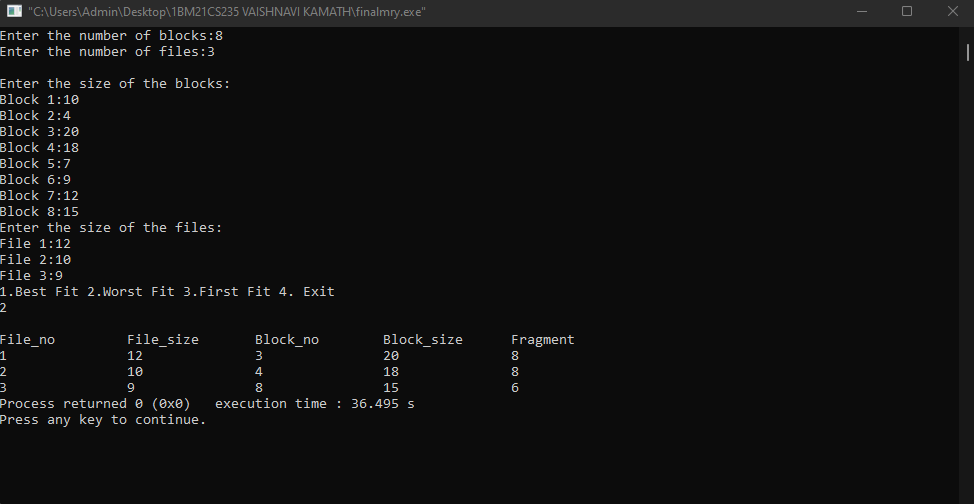 "C:\Users\Admin\Desktop\1BM21CS235 VAISHNAVI KAMATH\finalmry.exe"
Enter the number of blocks:8
Enter the number of files:3
Enter the size of the blocks:
Block 1:10
Block 2:4
Block 3:20
Block 4:18
Block 5:7
Block 6:9
Block 7:12
Block 8:15
Enter the size of the files:
File 1:12
File 2:10
File 3:9
1.Best Fit 2.Worst Fit 3.First Fit 4. Exit
2
File_no File_size Block_no Block_size Fragment
1 12 3 20 8
2 10 4 18 8
3 9 8 15 6
Process returned 0 (0x0) execution time : 36.495 s
Press any key to continue.